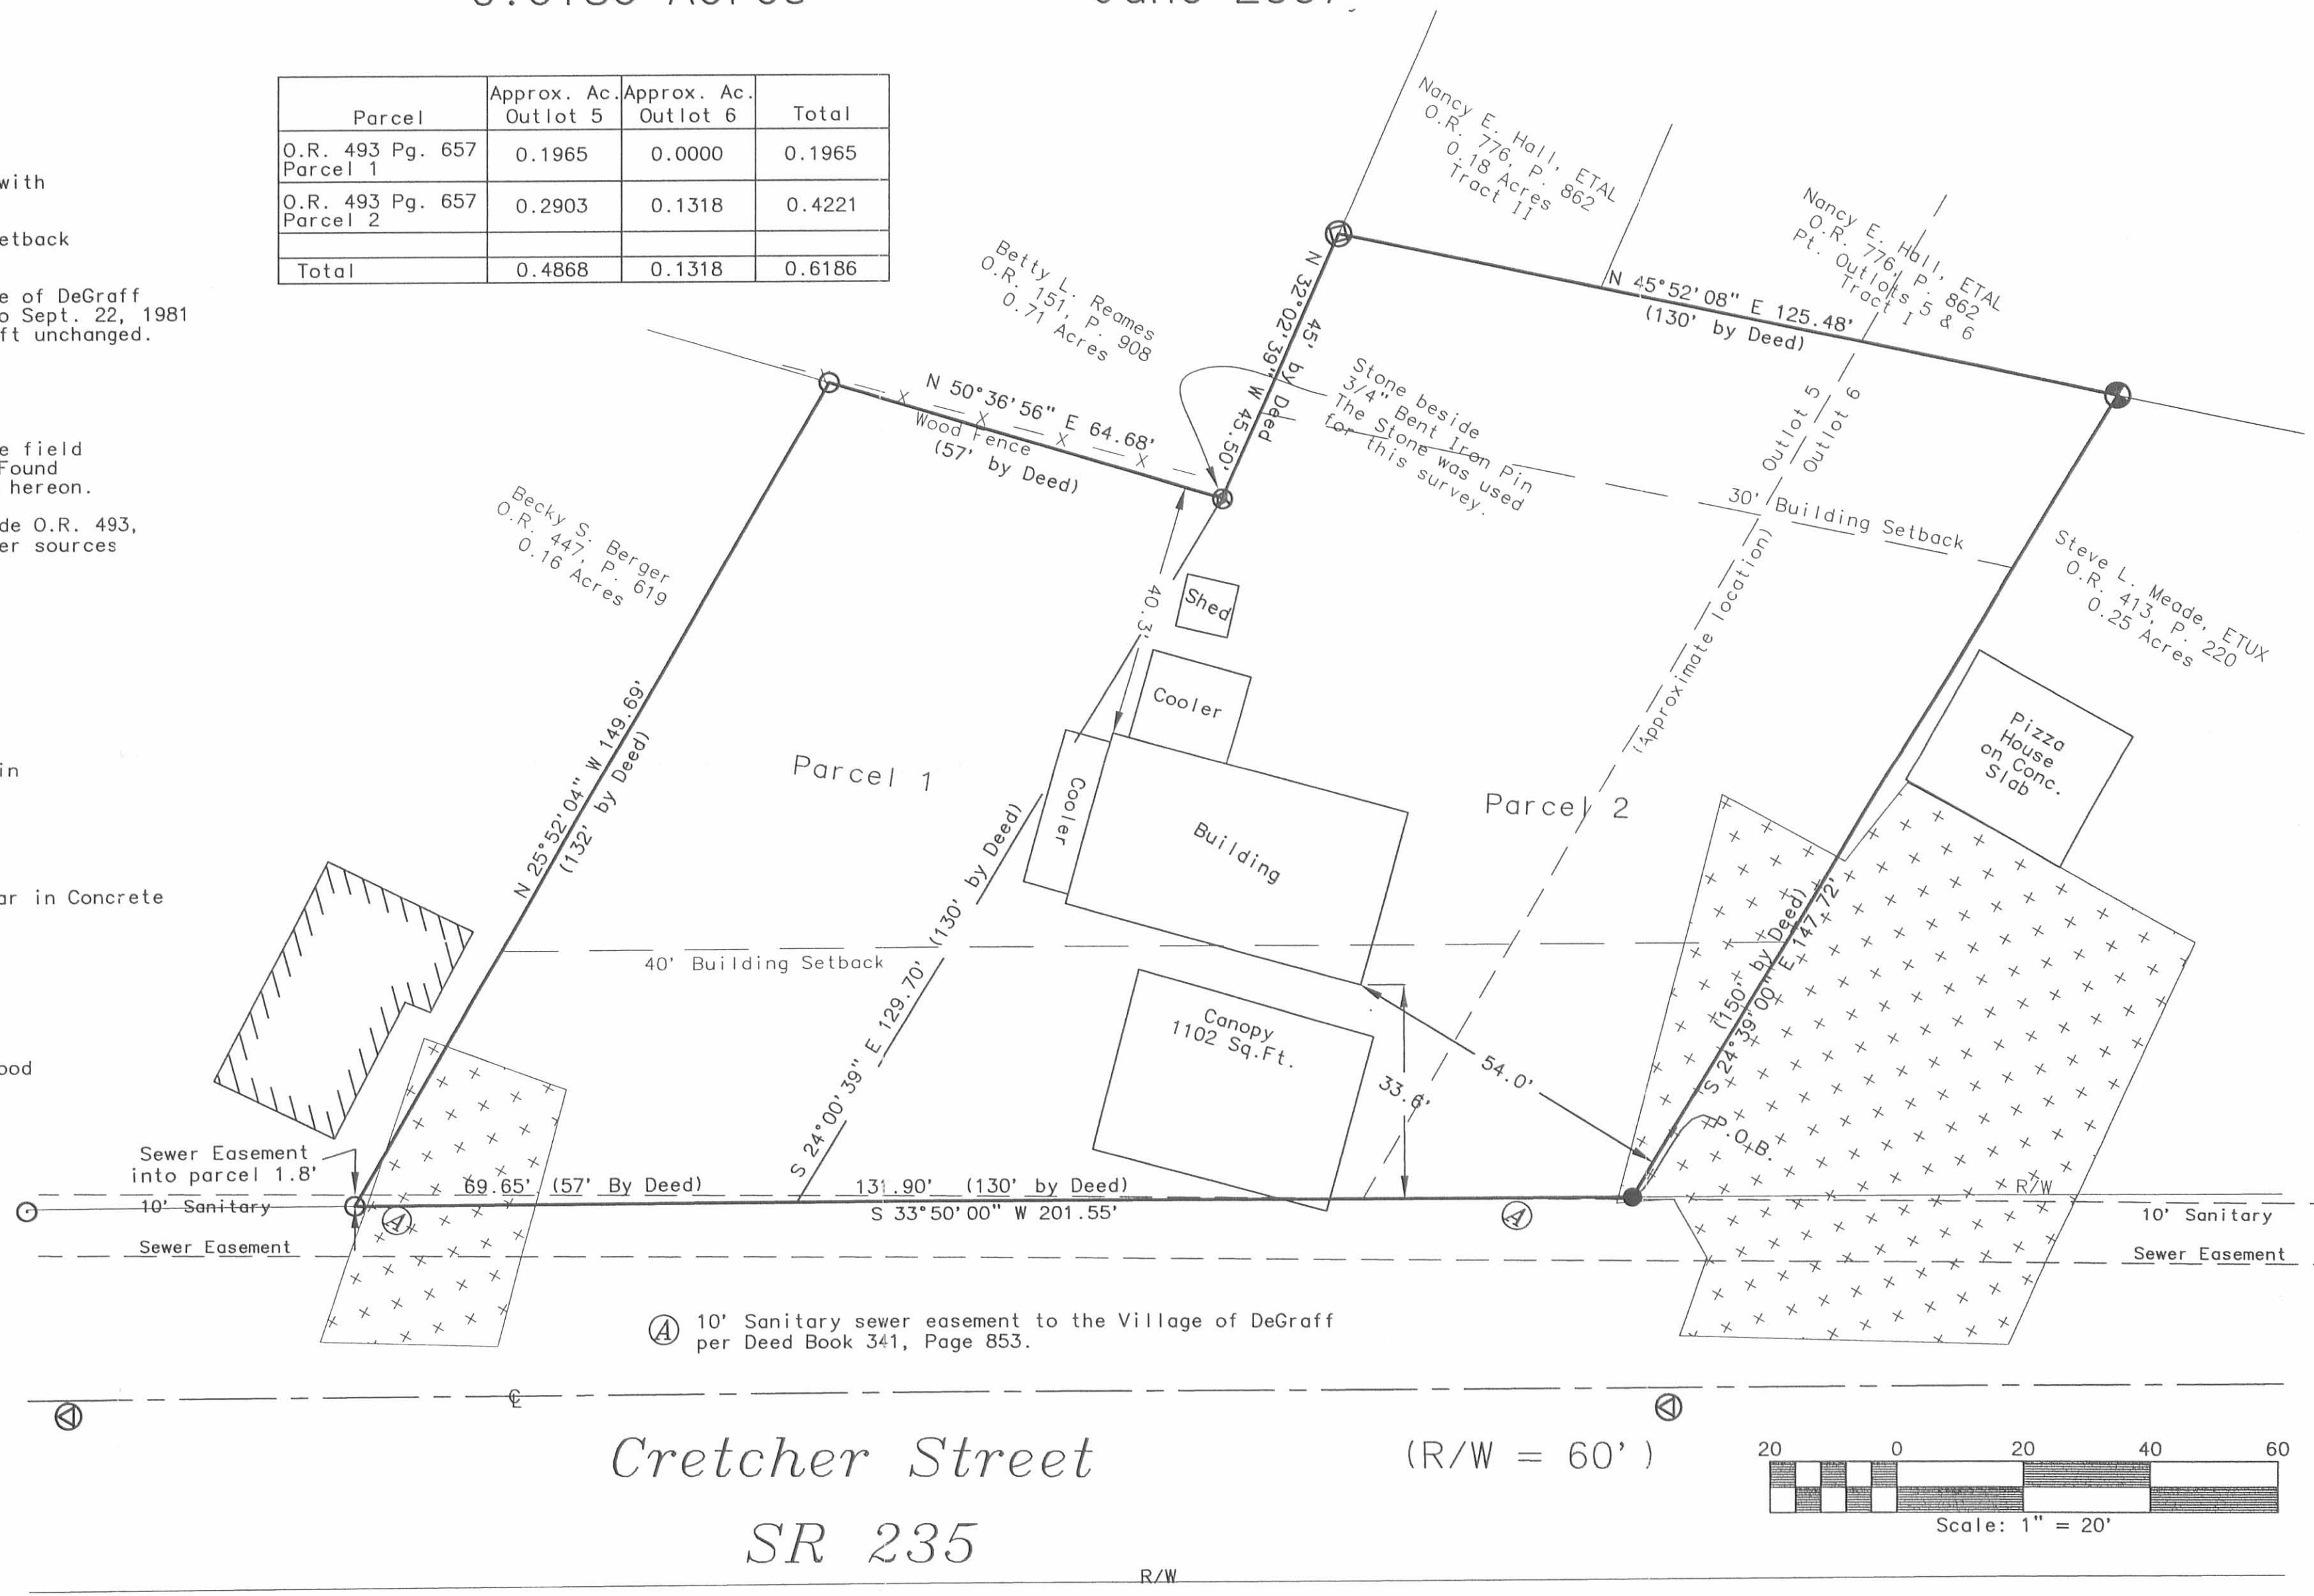 Parcel
Approx. Ac.
Outlot 5
Approx. Ac.
Outlot 6
Total
O.R. 493 Pg. 657
Parcel 1
0.1965
0.0000
0.1965
O.R. 493 Pg. 657
Parcel 2
0.2903
0.1318
0.4221
Total
0.4868
0.1318
0.6186
with
etback
e of DeGraff
o Sept. 22, 1981
ft unchanged.
e field
Found
hereon.
de O.R. 493,
er sources
in
ar in Concrete
ood
Nancy E. Hall, ETAL
O.R. 776, P. 862
0.18 Acres
Tract II
Nancy E. Hall, ETAL
O.R. 776, P. 862
Pt. Outlots 5 & 6
Tract I
Betty L. Reames
O.R. 151, P. 908
0.71 Acres
N 45°52'08" E 125.48'
(130' by Deed)
45' by Deed
N 32°02'39" W 45.50'
N 50°36'56" E 64.68'
Wood Fence
(57' by Deed)
Stone beside
3/4" Bent Iron Pin
The Stone was used
for this survey.
Outlot 5
Outlot 6
30' Building Setback
(Approximate location)
Becky S. Berger
O.R. 447, P. 619
0.16 Acres
Steve L. Meade, ETUX
O.R. 413, P. 220
0.25 Acres
40.3'
Shed
Cooler
Cooler
Building
Parcel 1
Parcel 2
Pizza
House
on Conc.
Slab
N 25°52'04" W 149.69'
(132' by Deed)
40' Building Setback
S 24°00'39" E 129.70' (130' by Deed)
Canopy
1102 Sq.Ft.
33.6'
54.0'
(150' by Deed)
S 24°39'00" E 147.72'
P.O.B.
Sewer Easement
into parcel 1.8'
10' Sanitary
Sewer Easement
69.65' (57' By Deed)
131.90' (130' by Deed)
S 33°50'00" W 201.55'
A
A
R/W
10' Sanitary
Sewer Easement
A 10' Sanitary sewer easement to the Village of DeGraff
per Deed Book 341, Page 853.
℄
Cretcher Street
(R/W = 60')
SR 235
R/W
20 0 20 40 60
Scale: 1" = 20'